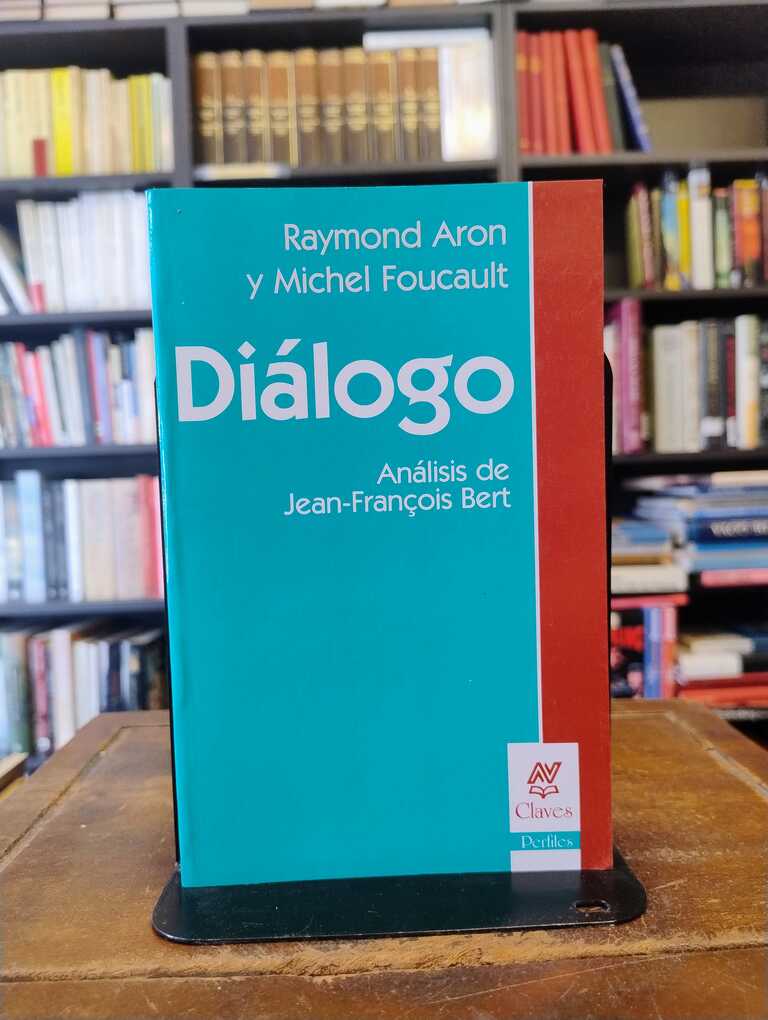 Raymond Aron
y Michel Foucault
Diálogo
Análisis de
Jean-François Bert
Claves
Perfiles